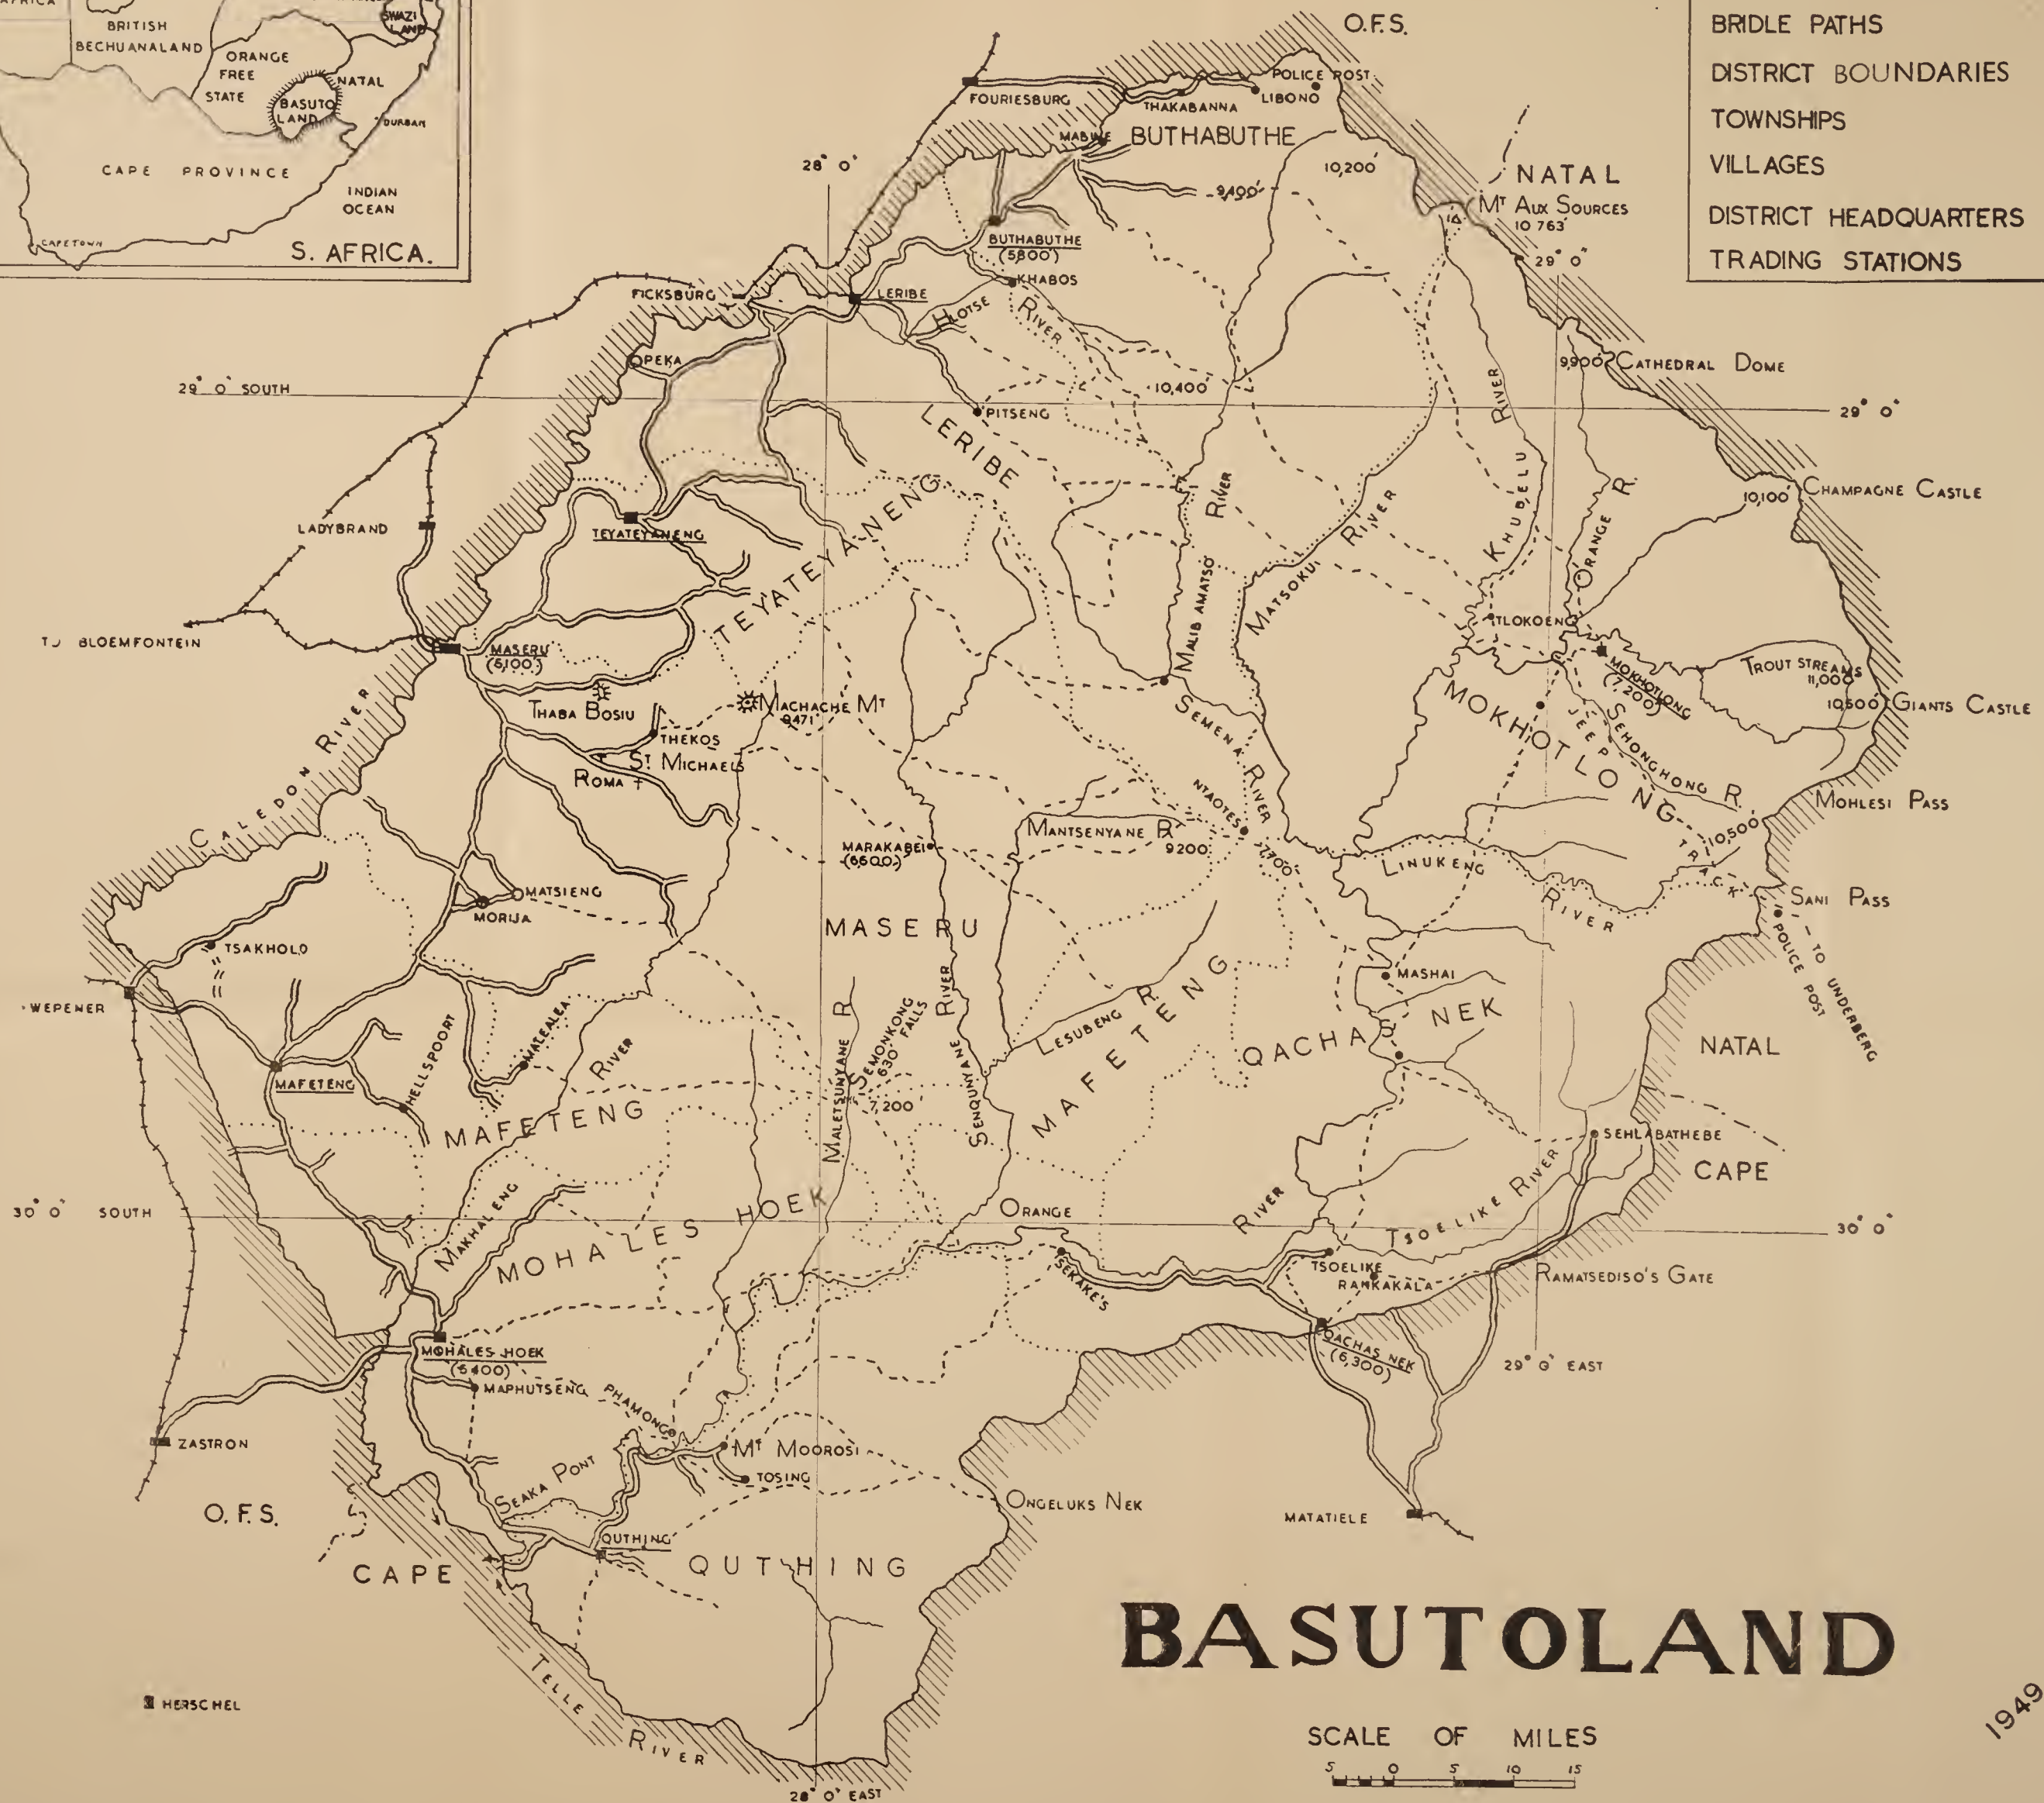 BRITISH
BECHUANALAND
SWAZI
LAND
ORANGE
FREE
STATE
NATAL
BASUTO
LAND
DURBAN
CAPE PROVINCE
INDIAN
OCEAN
CAPETOWN
S. AFRICA.
BRIDLE PATHS
DISTRICT BOUNDARIES
TOWNSHIPS
VILLAGES
DISTRICT HEADQUARTERS
TRADING STATIONS
O.F.S.
POLICE POST
FOURIESBURG
THAKABANNA
LIBONO
BUTHABUTHE
28° 0'
10,200'
NATAL
9,400'
MT AUX SOURCES
10 763'
BUTHABUTHE
(5800')
29° 0'
KHABOS
FICKSBURG
LERIBE
HLOTSE
RIVER
PEKA
9,900'
CATHEDRAL DOME
29° 0' SOUTH
10,400'
RIVER
PITSENG
29° 0'
LERIBE
KHUBELU
ORANGE R.
10,100'
CHAMPAGNE CASTLE
LADYBRAND
TEYATEYANENG
TEYATEYANENG
RIVER
RIVER
MALIBAMATSO
MATSOKU
TLOKOENG
BLOEMFONTEIN
MASERU
(5100')
MOKHOTLONG
(7,200')
TROUT STREAMS
11,000'
THABA BOSIU
MACHACHE MT
9471'
MOKHOTLONG
SEHONGHONG R.
10,500'
GIANTS CASTLE
THEKOS
ST MICHAELS
ROMA
SEMENA RIVER
JEEP TRACK
CALEDON RIVER
NTAOTES
MOHLESI PASS
MANTSENYANE R.
9200'
MARAKABEI
(6600')
7700'
10,500'
LINUKENG
RIVER
MATSIENG
MORIJA
SANI PASS
MASERU
TSAKHOLO
POLICE POST
TO UNDERBERG
MASHAI
WEPENER
HELLSPOORT
MALEALEA
RIVER
MALETSUNYANE R
SEMONKONG
FALLS
630'
RIVER
LESUBENG R.
MAFETENG
QACHA NEK
NATAL
MAFETENG
7,200
SENQUNYANE
MAFETENG
SEHLABATHEBE
CAPE
30° 0' SOUTH
MAKHALENG
MOHALES HOEK
ORANGE
RIVER
TSOELIKE RIVER
30° 0'
SEKAKE'S
TSOELIKE
RANKAKALA
RAMATSEDISO'S GATE
MOHALES HOEK
(5400')
QACHAS NEK
(6,300')
29° 0' EAST
MAPHUTSENG
PHAMONG
ZASTRON
MT MOOROSI
TOSING
SEAKA PONT
ONGELUKS NEK
MATATIELE
O.F.S.
QUTHING
CAPE
QUTHING
BASUTOLAND
TELLE
RIVER
HERSCHEL
SCALE OF MILES
5 0 5 10 15
28° 0' EAST
1949